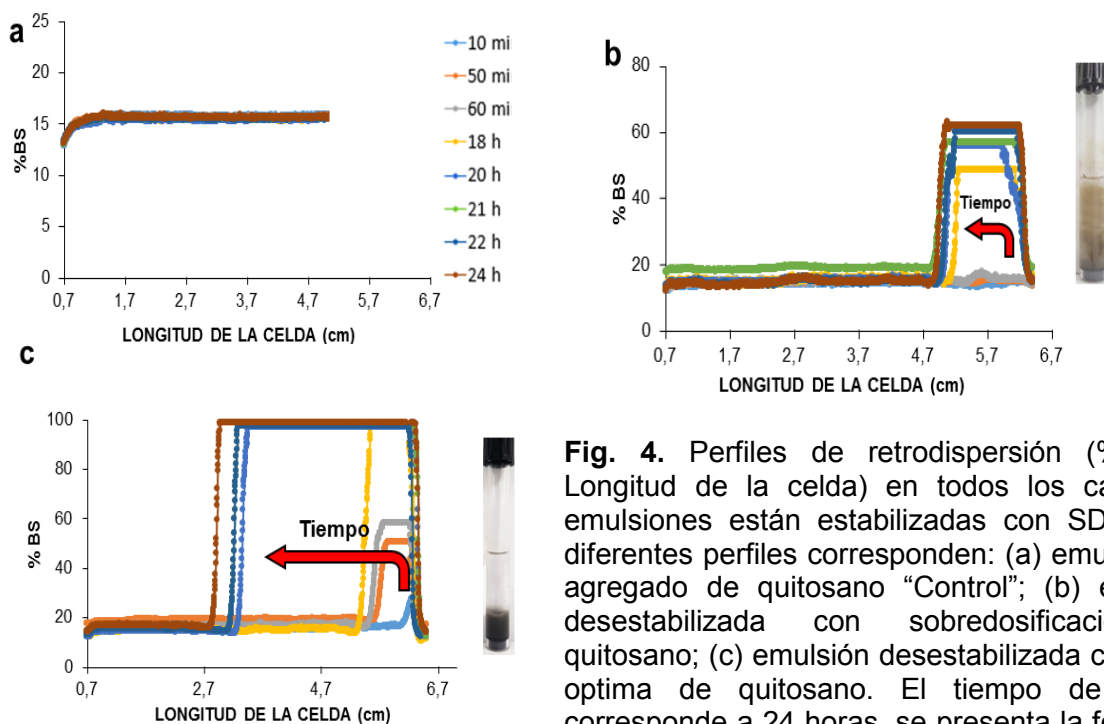 a
25
20
15
10
5
0
%BS
0,7 1,7 2,7 3,7 4,7 5,7 6,7
LONGITUD DE LA CELDA (cm)
10 mi
50 mi
60 mi
18 h
20 h
21 h
22 h
24 h
b
80
60
40
20
0
% BS
Tiempo
0,7 1,7 2,7 3,7 4,7 5,7 6,7
LONGITUD DE LA CELDA (cm)
c
100
80
60
40
20
0
% BS
Tiempo
0,7 2,7 4,7 6,7
LONGITUD DE LA CELDA (cm)
Fig. 4. Perfiles de retrodispersión (%
Longitud de la celda) en todos los ca
emulsiones están estabilizadas con SD
diferentes perfiles corresponden: (a) emu
agregado de quitosano “Control”; (b) e
desestabilizada con sobredosificaci
quitosano; (c) emulsión desestabilizada c
optima de quitosano. El tiempo de
corresponde a 24 horas, se presenta la f